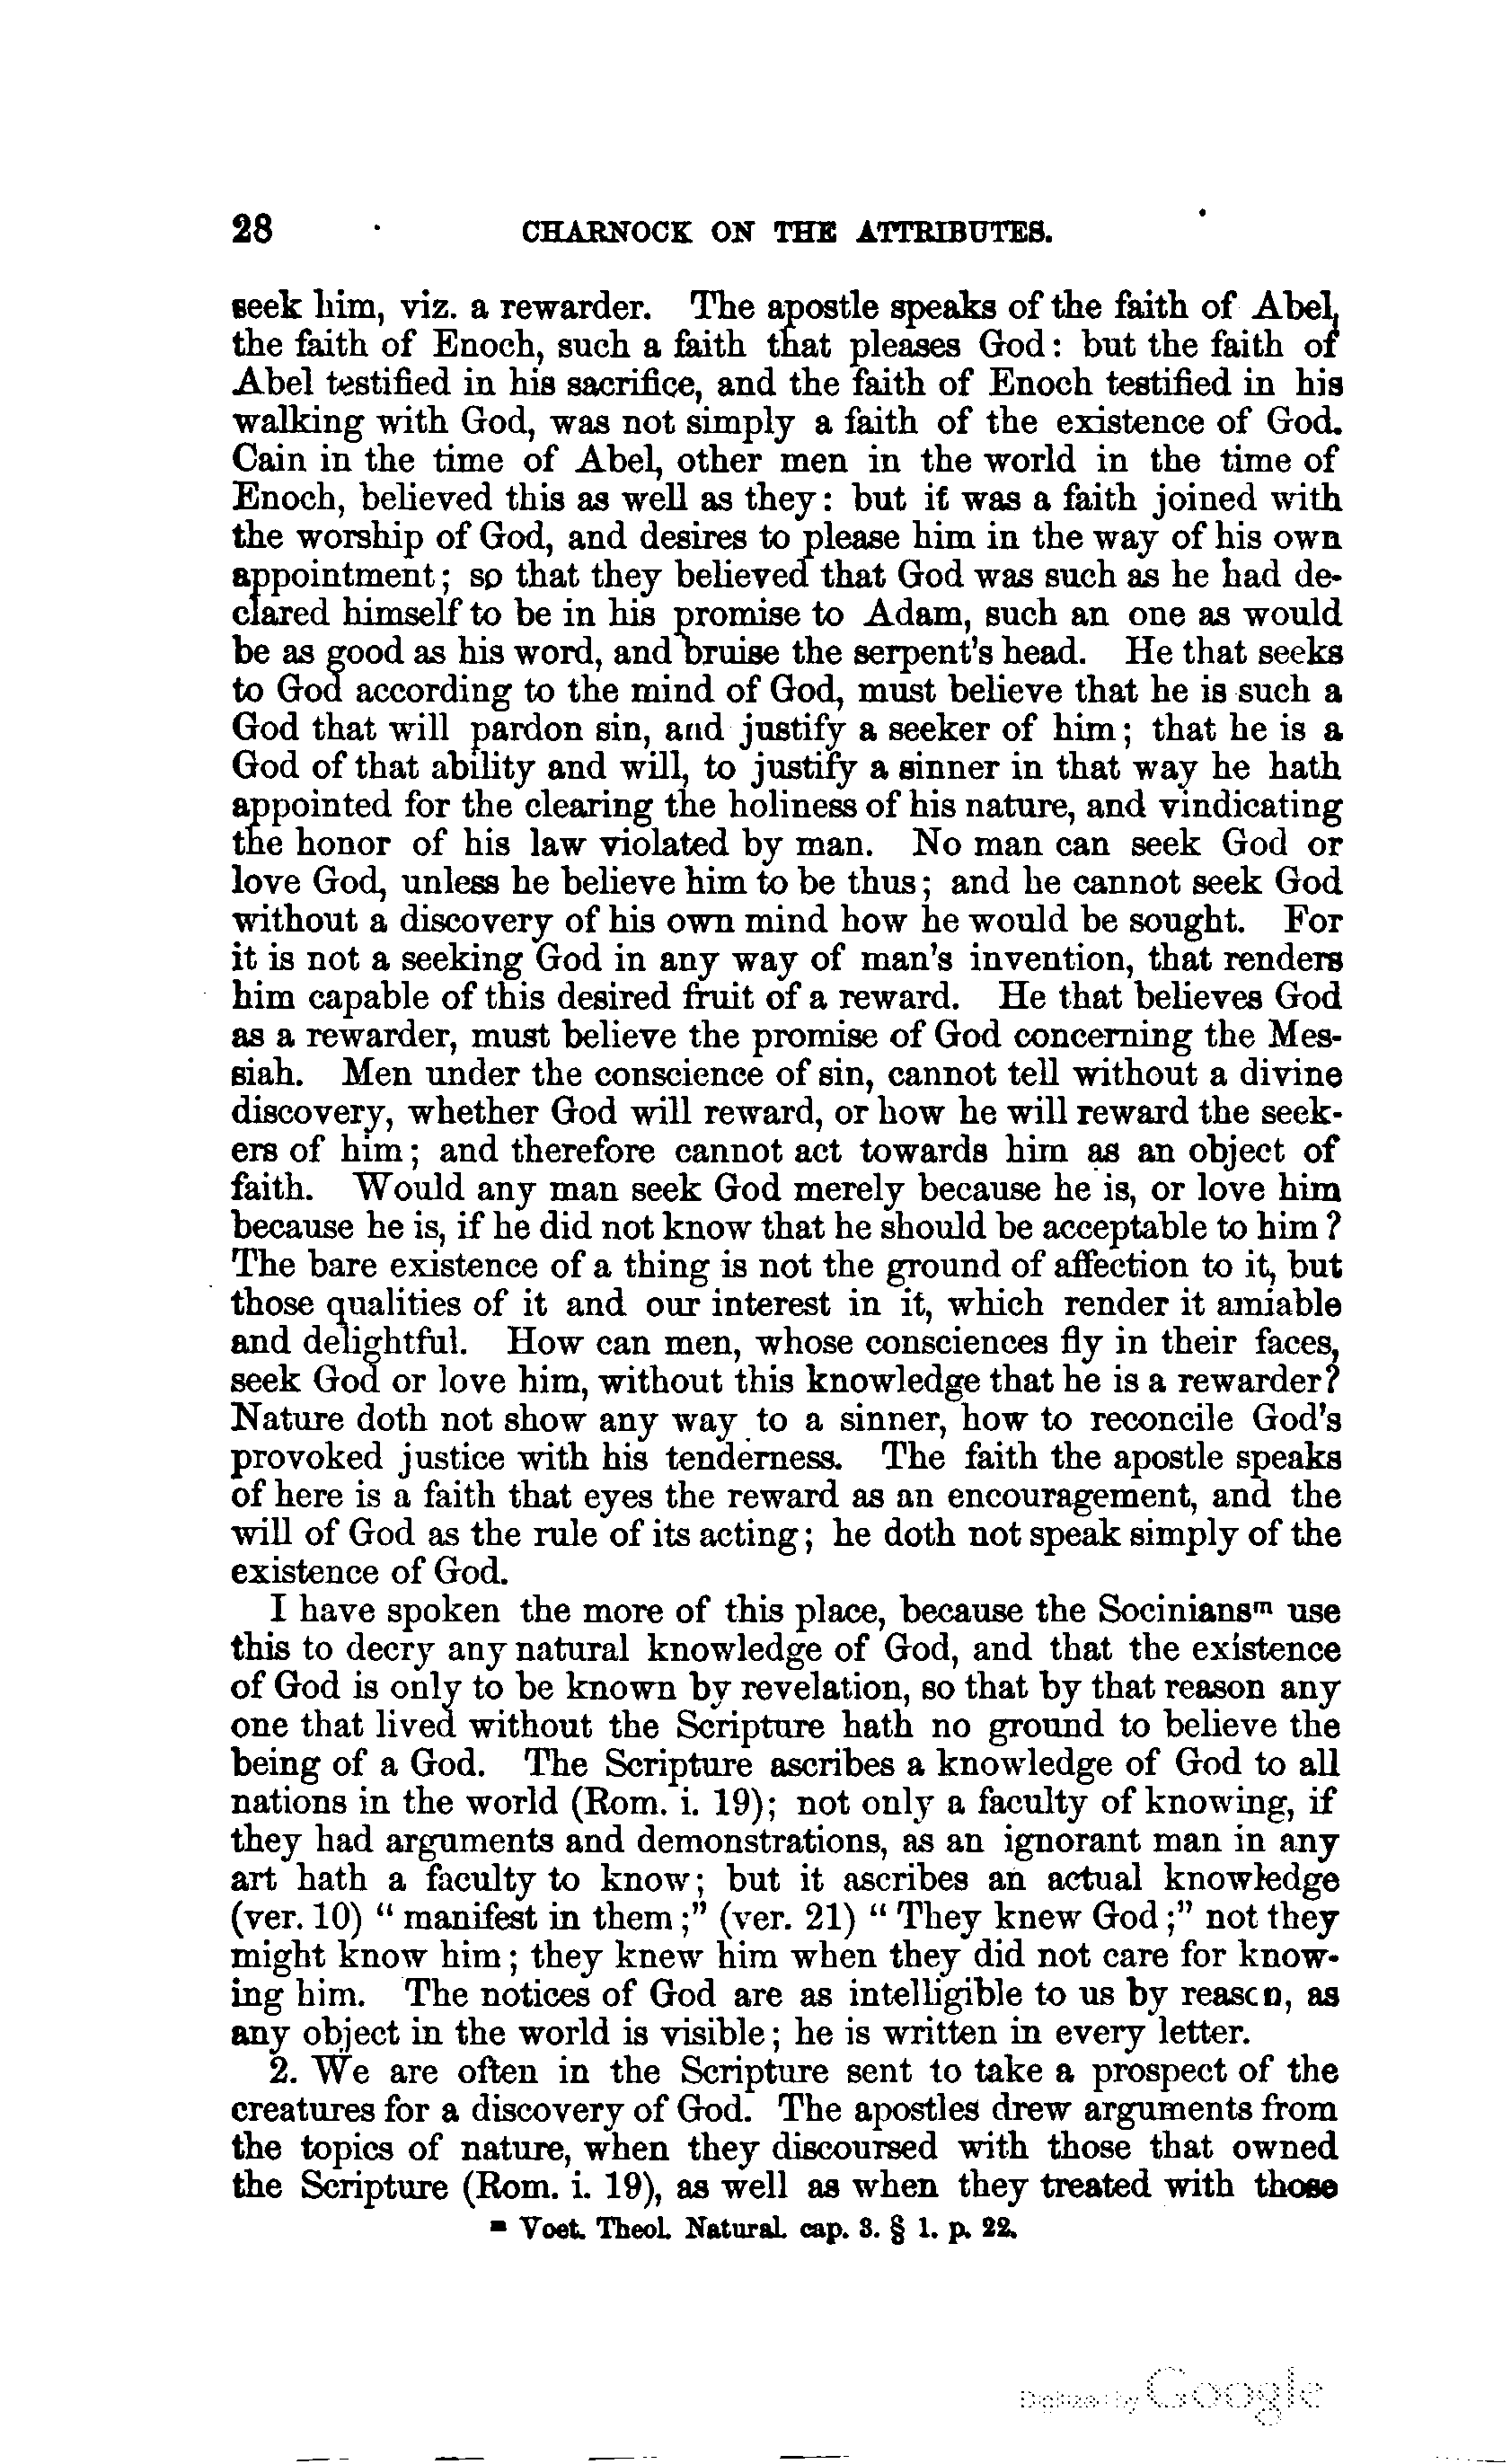 28 CHARNOCK ON THE ATTRIBUTES.
seek him, viz. a rewarder. The apostle speaks of the faith of Abel,
the faith of Enoch, such a faith that pleases God: but the faith of
Abel testified in his sacrifice, and the faith of Enoch testified in his
walking with God, was not simply a faith of the existence of God.
Cain in the time of Abel, other men in the world in the time of
Enoch, believed this as well as they: but it was a faith joined with
the worship of God, and desires to please him in the way of his own
appointment; so that they believed that God was such as he had de-
clared himself to be in his promise to Adam, such an one as would
be as good as his word, and bruise the serpent's head. He that seeks
to God according to the mind of God, must believe that he is such a
God that will pardon sin, and justify a seeker of him; that he is a
God of that ability and will, to justify a sinner in that way he hath
appointed for the clearing the holiness of his nature, and vindicating
the honor of his law violated by man. No man can seek God or
love God, unless he believe him to be thus; and he cannot seek God
without a discovery of his own mind how he would be sought. For
it is not a seeking God in any way of man's invention, that renders
him capable of this desired fruit of a reward. He that believes God
as a rewarder, must believe the promise of God concerning the Mes-
siah. Men under the conscience of sin, cannot tell without a divine
discovery, whether God will reward, or how he will reward the seek-
ers of him; and therefore cannot act towards him as an object of
faith. Would any man seek God merely because he is, or love him
because he is, if he did not know that he should be acceptable to him?
The bare existence of a thing is not the ground of affection to it, but
those qualities of it and our interest in it, which render it amiable
and delightful. How can men, whose consciences fly in their faces,
seek God or love him, without this knowledge that he is a rewarder?
Nature doth not show any way to a sinner, how to reconcile God's
provoked justice with his tenderness. The faith the apostle speaks
of here is a faith that eyes the reward as an encouragement, and the
will of God as the rule of its acting; he doth not speak simply of the
existence of God.
I have spoken the more of this place, because the Socinians<sup>m</sup> use
this to decry any natural knowledge of God, and that the existence
of God is only to be known by revelation, so that by that reason any
one that lived without the Scripture hath no ground to believe the
being of a God. The Scripture ascribes a knowledge of God to all
nations in the world (Rom. i. 19); not only a faculty of knowing, if
they had arguments and demonstrations, as an ignorant man in any
art hath a faculty to know; but it ascribes an actual knowledge
(ver. 10) “ manifest in them ;” (ver. 21) “ They knew God ;” not they
might know him; they knew him when they did not care for know-
ing him. The notices of God are as intelligible to us by reason, as
any object in the world is visible; he is written in every letter.
2. We are often in the Scripture sent to take a prospect of the
creatures for a discovery of God. The apostles drew arguments from
the topics of nature, when they discoursed with those that owned
the Scripture (Rom. i. 19), as well as when they treated with those
<sup>m</sup> Voet. Theol. Natural. cap. 3. § 1. p. 22.
Digitized by Google